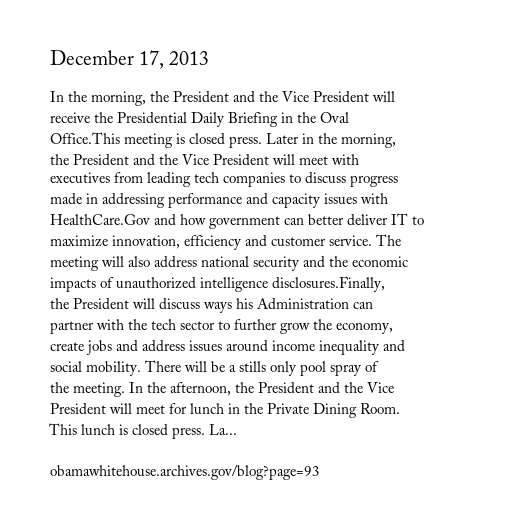 December 17, 2013
In the morning, the President and the Vice President will
receive the Presidential Daily Briefing in the Oval
Office.This meeting is closed press. Later in the morning,
the President and the Vice President will meet with
executives from leading tech companies to discuss progress
made in addressing performance and capacity issues with
HealthCare.Gov and how government can better deliver IT to
maximize innovation, efficiency and customer service. The
meeting will also address national security and the economic
impacts of unauthorized intelligence disclosures.Finally,
the President will discuss ways his Administration can
partner with the tech sector to further grow the economy,
create jobs and address issues around income inequality and
social mobility. There will be a stills only pool spray of
the meeting. In the afternoon, the President and the Vice
President will meet for lunch in the Private Dining Room.
This lunch is closed press. La...
obamawhitehouse.archives.gov/blog?page=93